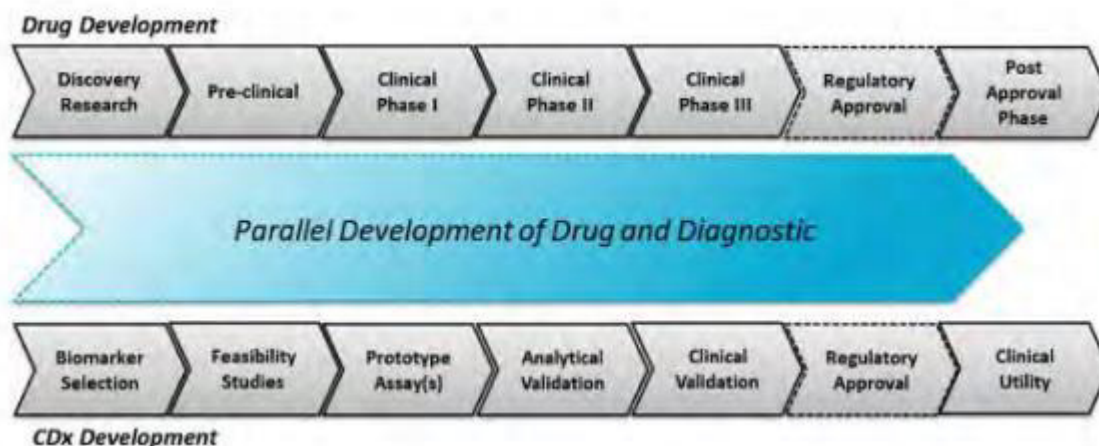 Drug Development
Discovery
Research
Pre-clinical
Clinical
Phase I
Clinical
Phase II
Clinical
Phase III
Regulatory
Approval
Post
Approval
Phase
Parallel Development of Drug and Diagnostic
Biomarker
Selection
Feasibility
Studies
Prototype
Assay(s)
Analytical
Validation
Clinical
Validation
Regulatory
Approval
Clinical
Utility
CDx Development